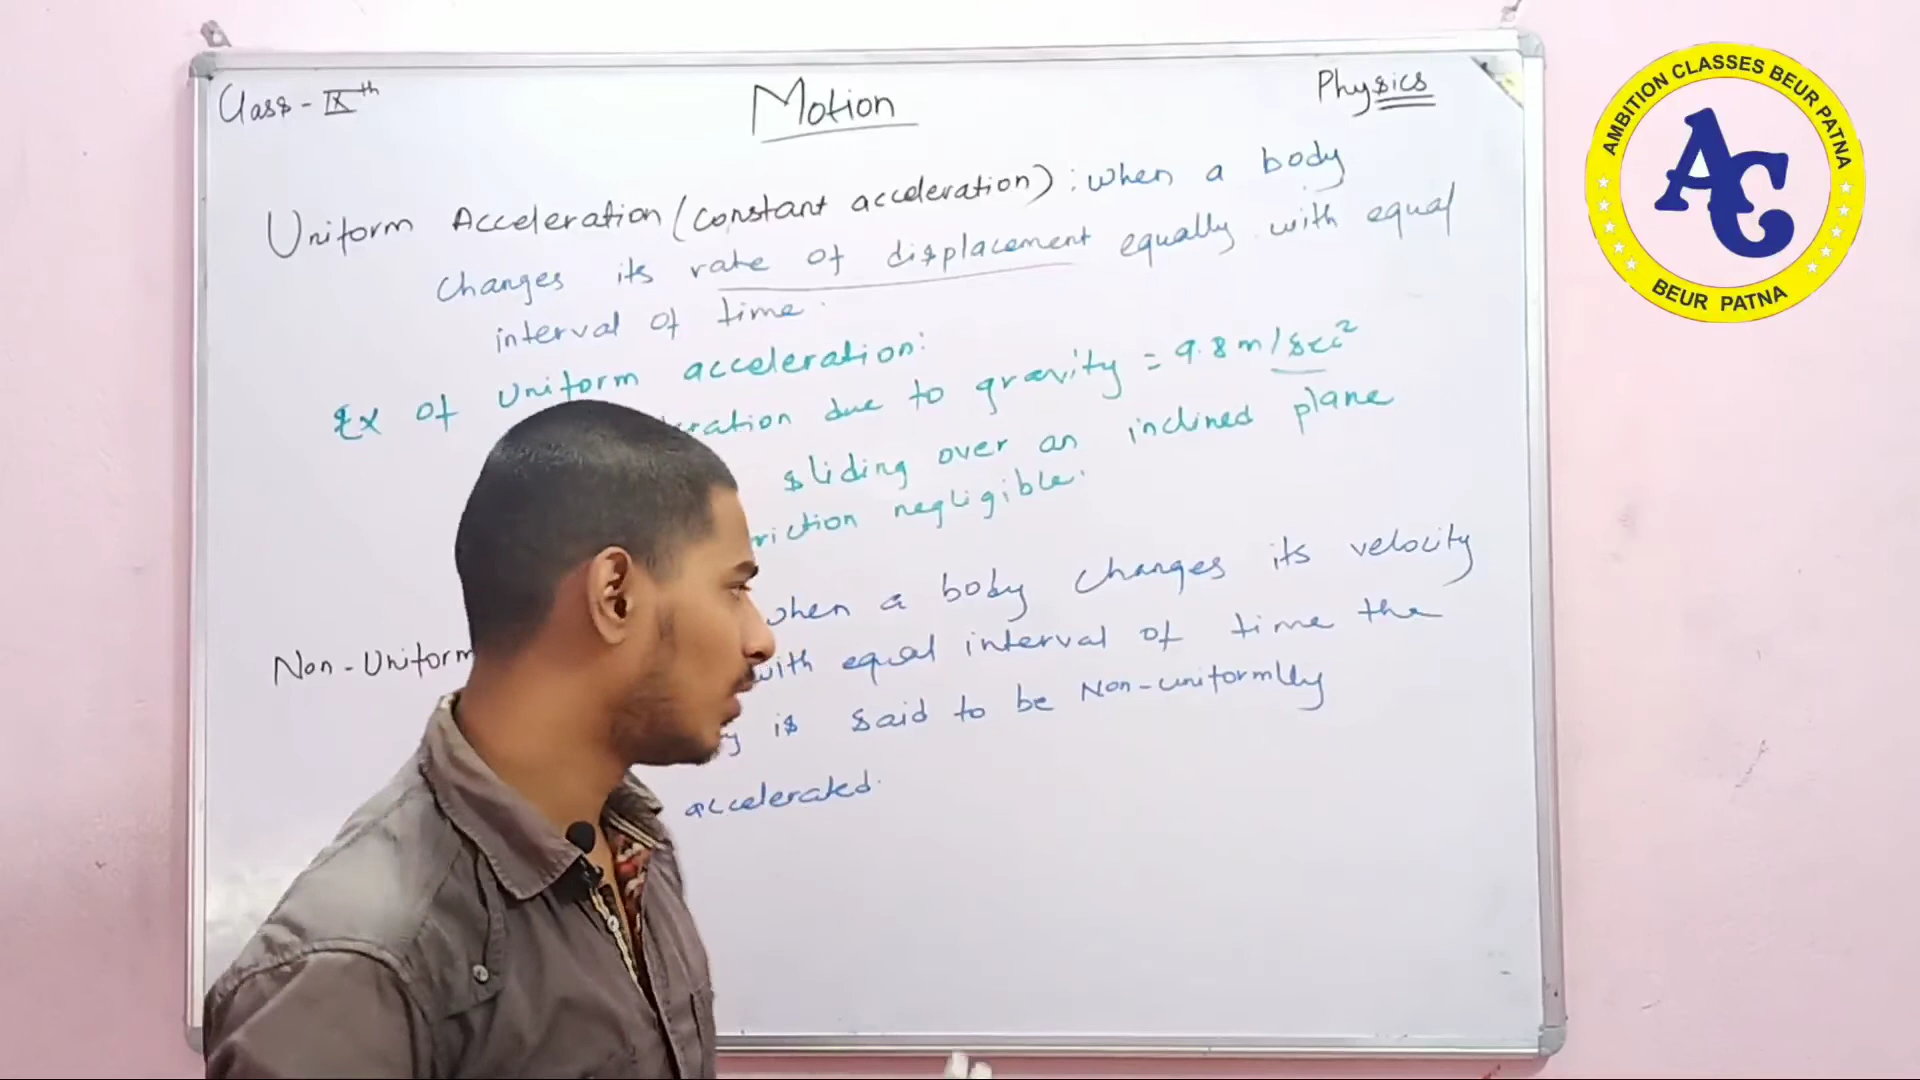 Class - IXth
Motion
Physics
Uniform Acceleration (constant acceleration) : when a body
changes its rate of displacement equally with equal
interval of time.
Ex of uniform acceleration:
due to gravity = 9.8 m/sec²
sliding over an inclined plane
negligible.
Non-Uniform when a body changes its velocity
with equal interval of time the
is said to be Non-uniformly
accelerated.
AMBITION CLASSES BEUR PATNA
AC
BEUR PATNA